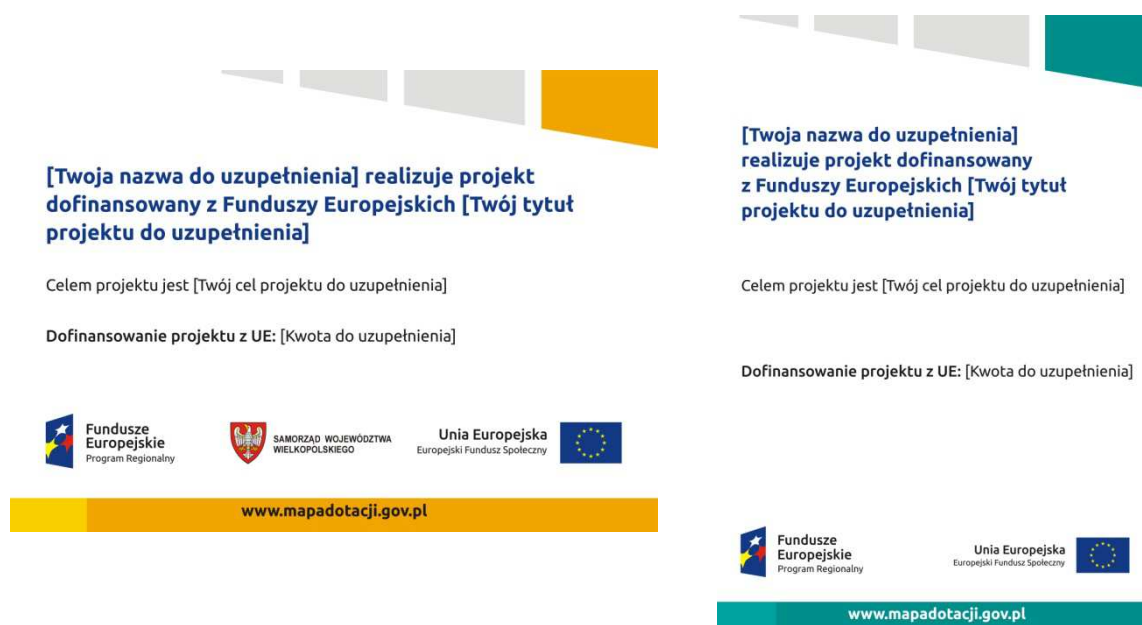 [Twoja nazwa do uzupełnienia] realizuje projekt
dofinansowany z Funduszy Europejskich [Twój tytuł
projektu do uzupełnienia]
Celem projektu jest [Twój cel projektu do uzupełnienia]
Dofinansowanie projektu z UE: [Kwota do uzupełnienia]
Fundusze
Europejskie
Program Regionalny
SAMORZĄD WOJEWÓDZTWA
WIELKOPOLSKIEGO
Unia Europejska
Europejski Fundusz Społeczny
www.mapadotacji.gov.pl
[Twoja nazwa do uzupełnienia]
realizuje projekt dofinansowany
z Funduszy Europejskich [Twój tytuł
projektu do uzupełnienia]
Celem projektu jest [Twój cel projektu do uzupełnienia]
Dofinansowanie projektu z UE: [Kwota do uzupełnienia]
Fundusze
Europejskie
Program Regionalny
Unia Europejska
Europejski Fundusz Społeczny
www.mapadotacji.gov.pl